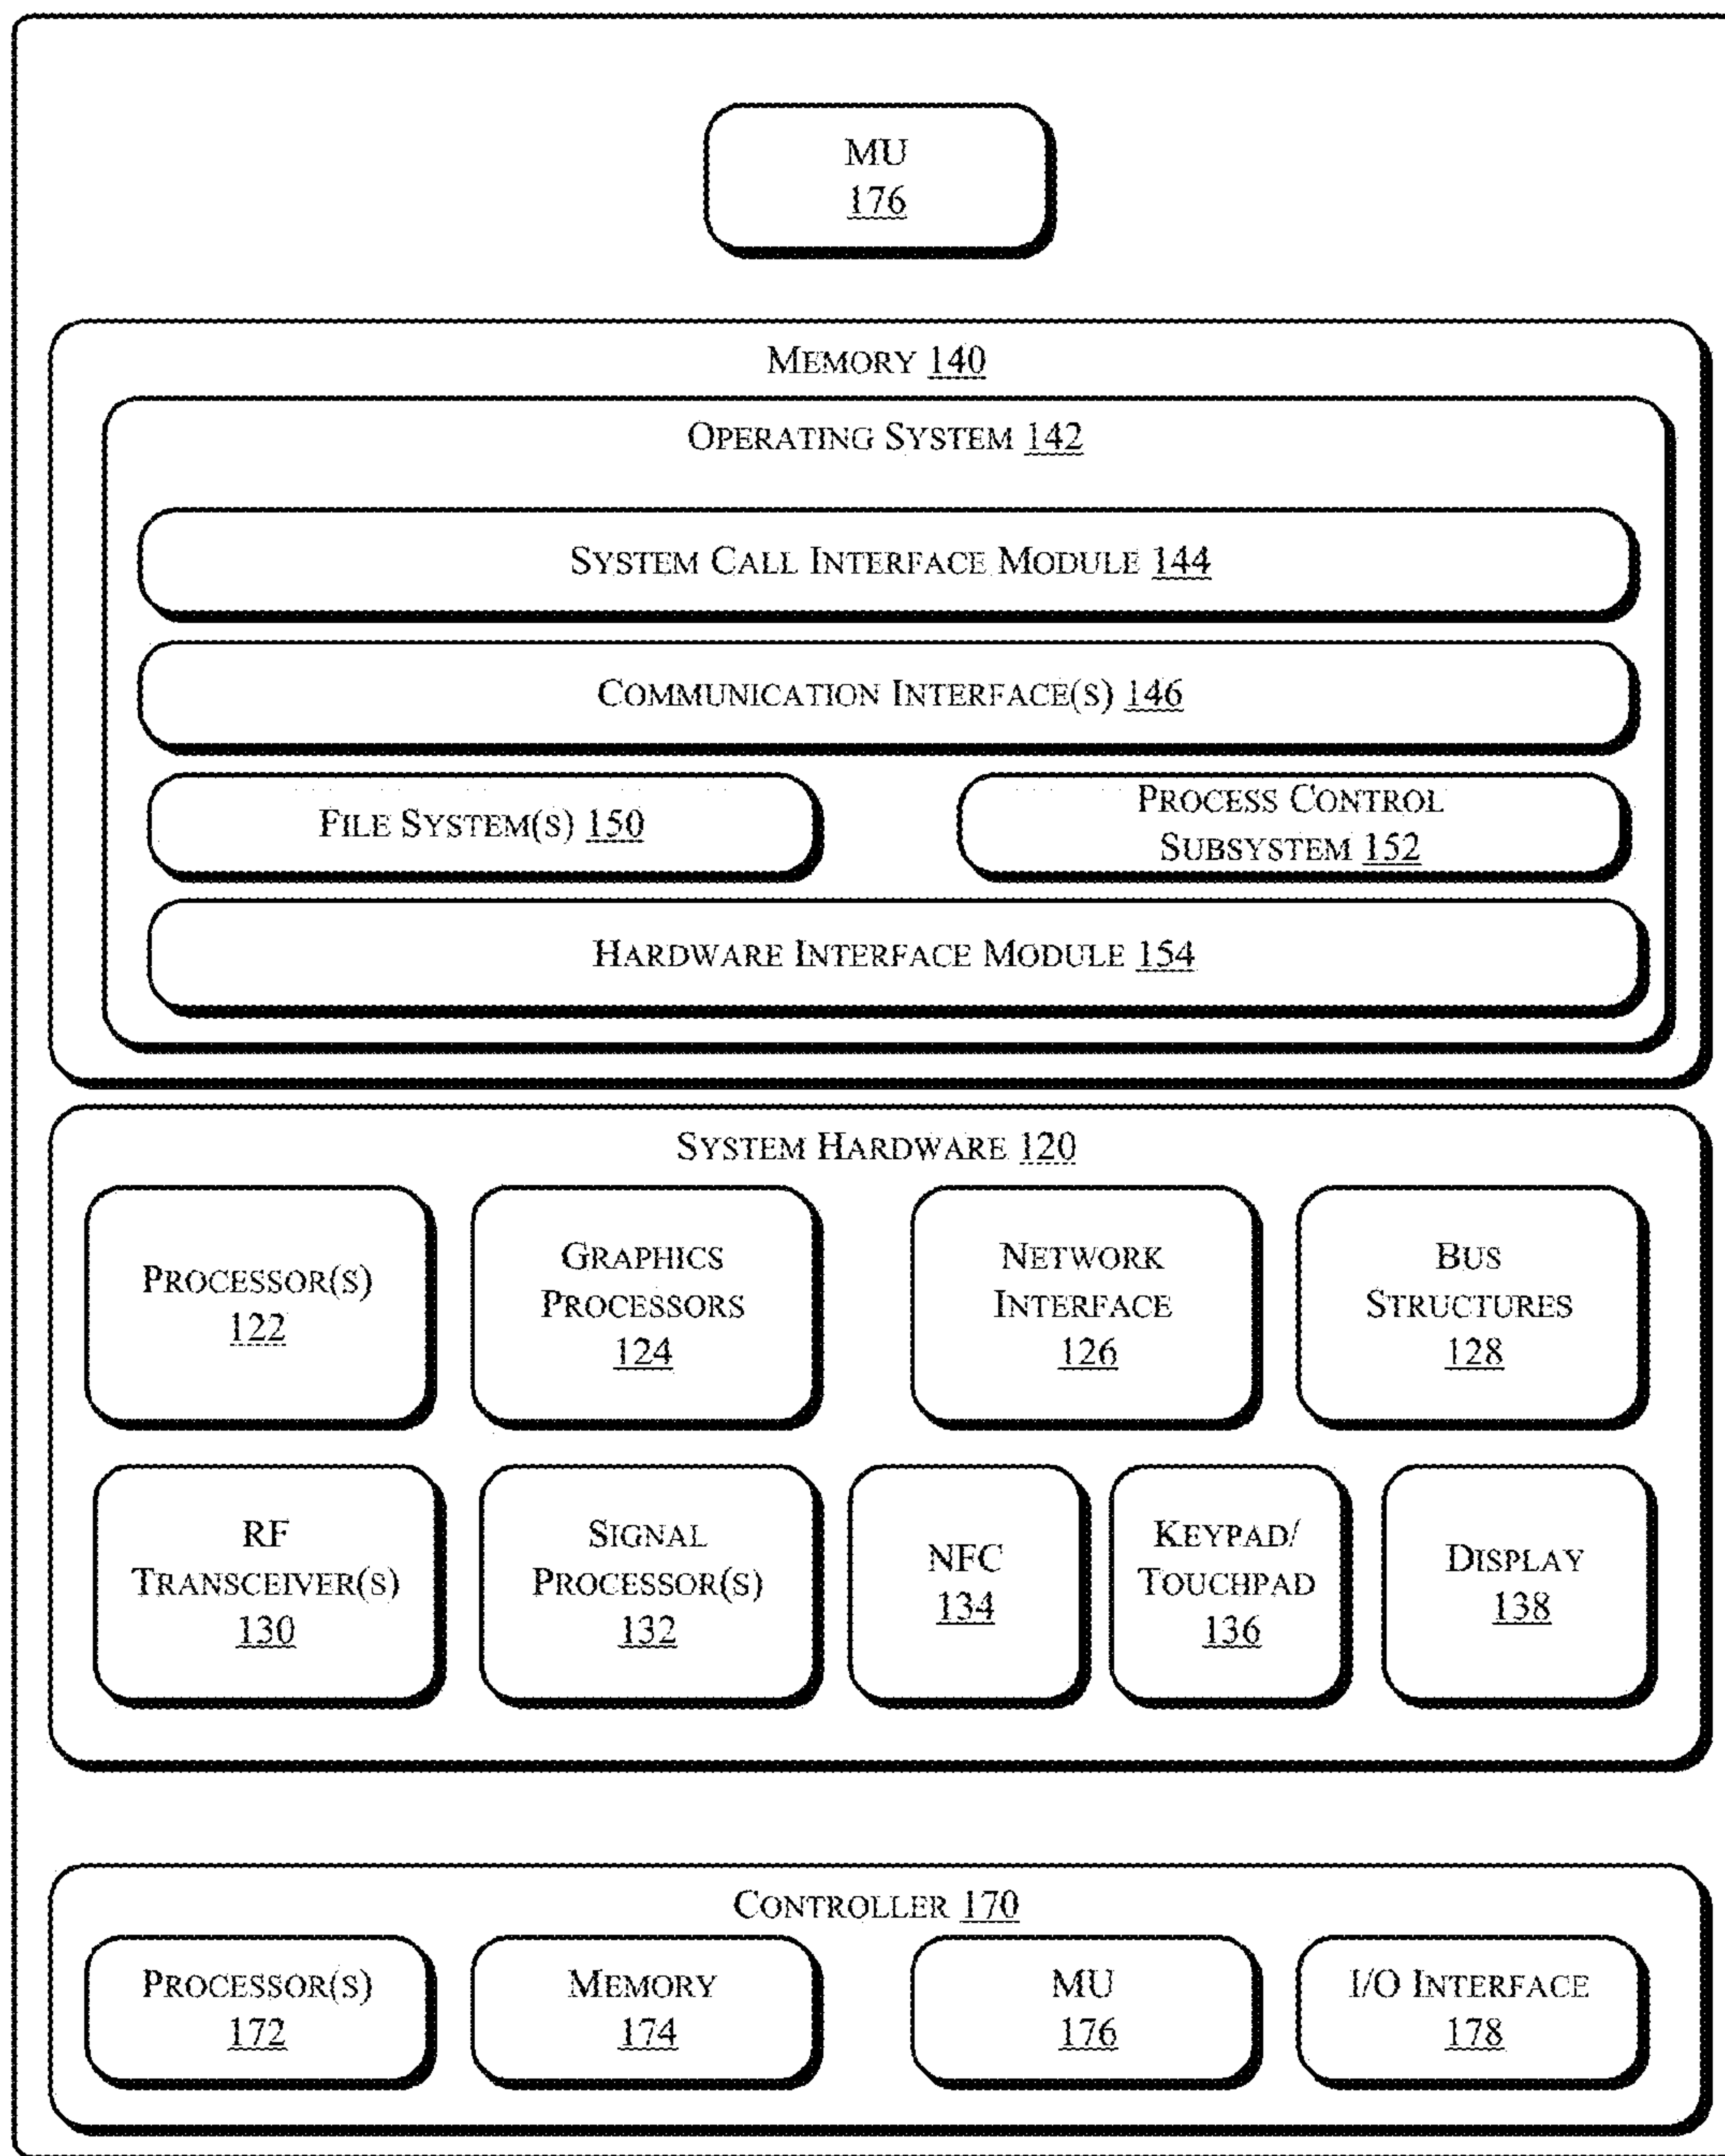 MU
176
MEMORY 140
OPERATING SYSTEM 142
SYSTEM CALL INTERFACE MODULE 144
COMMUNICATION INTERFACE(S) 146
FILE SYSTEM(S) 150
PROCESS CONTROL
SUBSYSTEM 152
HARDWARE INTERFACE MODULE 154
SYSTEM HARDWARE 120
PROCESSOR(S)
122
GRAPHICS
PROCESSORS
124
NETWORK
INTERFACE
126
BUS
STRUCTURES
128
RF
TRANSCEIVER(S)
130
SIGNAL
PROCESSOR(S)
132
NFC
134
KEYPAD/
TOUCHPAD
136
DISPLAY
138
CONTROLLER 170
PROCESSOR(S)
172
MEMORY
174
MU
176
I/O INTERFACE
178